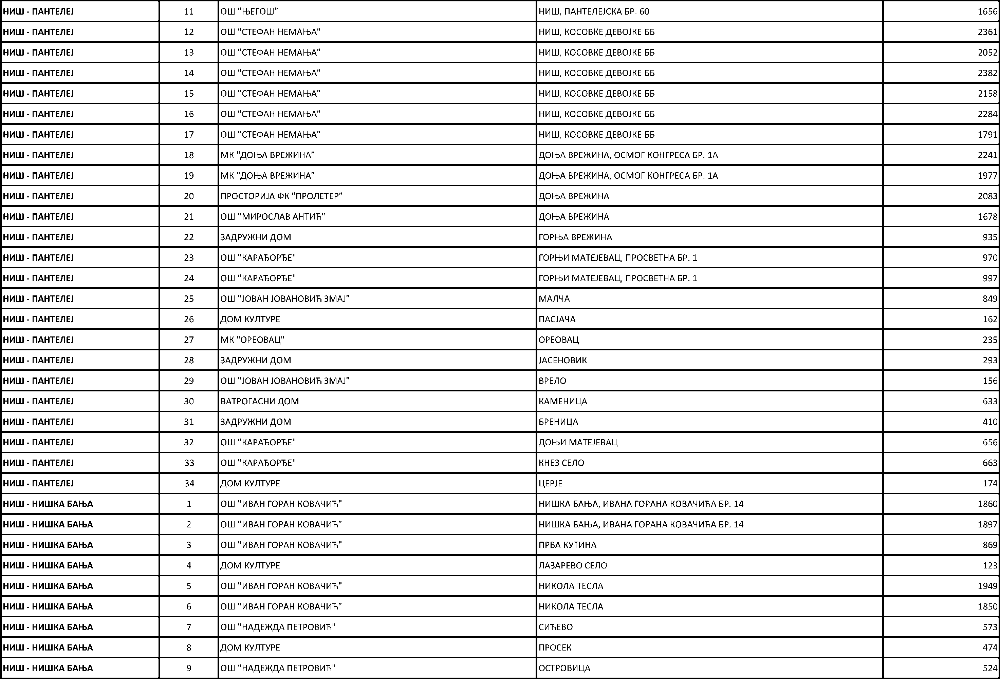 НИШ - ПАНТЕЛЕЈ 11 ОШ "ЊЕГОШ" НИШ, ПАНТЕЛЕЈСКА БР. 60 1656
НИШ - ПАНТЕЛЕЈ 12 ОШ "СТЕФАН НЕМАЊА" НИШ, КОСОВКЕ ДЕВОЈКЕ ББ 2361
НИШ - ПАНТЕЛЕЈ 13 ОШ "СТЕФАН НЕМАЊА" НИШ, КОСОВКЕ ДЕВОЈКЕ ББ 2052
НИШ - ПАНТЕЛЕЈ 14 ОШ "СТЕФАН НЕМАЊА" НИШ, КОСОВКЕ ДЕВОЈКЕ ББ 2382
НИШ - ПАНТЕЛЕЈ 15 ОШ "СТЕФАН НЕМАЊА" НИШ, КОСОВКЕ ДЕВОЈКЕ ББ 2158
НИШ - ПАНТЕЛЕЈ 16 ОШ "СТЕФАН НЕМАЊА" НИШ, КОСОВКЕ ДЕВОЈКЕ ББ 2284
НИШ - ПАНТЕЛЕЈ 17 ОШ "СТЕФАН НЕМАЊА" НИШ, КОСОВКЕ ДЕВОЈКЕ ББ 1791
НИШ - ПАНТЕЛЕЈ 18 МК "ДОЊА ВРЕЖИНА" ДОЊА ВРЕЖИНА, ОСМОГ КОНГРЕСА БР. 1А 2241
НИШ - ПАНТЕЛЕЈ 19 МК "ДОЊА ВРЕЖИНА" ДОЊА ВРЕЖИНА, ОСМОГ КОНГРЕСА БР. 1А 1977
НИШ - ПАНТЕЛЕЈ 20 ПРОСТОРИЈА ФК "ПРОЛЕТЕР" ДОЊА ВРЕЖИНА 2083
НИШ - ПАНТЕЛЕЈ 21 ОШ "МИРОСЛАВ АНТИЋ" ДОЊА ВРЕЖИНА 1678
НИШ - ПАНТЕЛЕЈ 22 ЗАДРУЖНИ ДОМ ГОРЊА ВРЕЖИНА 935
НИШ - ПАНТЕЛЕЈ 23 ОШ "КАРАЂОРЂЕ" ГОРЊИ МАТЕЈЕВАЦ, ПРОСВЕТНА БР. 1 970
НИШ - ПАНТЕЛЕЈ 24 ОШ "КАРАЂОРЂЕ" ГОРЊИ МАТЕЈЕВАЦ, ПРОСВЕТНА БР. 1 997
НИШ - ПАНТЕЛЕЈ 25 ОШ "ЈОВАН ЈОВАНОВИЋ ЗМАЈ" МАЛЧА 849
НИШ - ПАНТЕЛЕЈ 26 ДОМ КУЛТУРЕ ПАСЈАЧА 162
НИШ - ПАНТЕЛЕЈ 27 МК "ОРЕОВАЦ" ОРЕОВАЦ 235
НИШ - ПАНТЕЛЕЈ 28 ЗАДРУЖНИ ДОМ ЈАСЕНОВИК 293
НИШ - ПАНТЕЛЕЈ 29 ОШ "ЈОВАН ЈОВАНОВИЋ ЗМАЈ" ВРЕЛО 156
НИШ - ПАНТЕЛЕЈ 30 ВАТРОГАСНИ ДОМ КАМЕНИЦА 633
НИШ - ПАНТЕЛЕЈ 31 ЗАДРУЖНИ ДОМ БРЕНИЦА 410
НИШ - ПАНТЕЛЕЈ 32 ОШ "КАРАЂОРЂЕ" ДОЊИ МАТЕЈЕВАЦ 656
НИШ - ПАНТЕЛЕЈ 33 ОШ "КАРАЂОРЂЕ" КНЕЗ СЕЛО 663
НИШ - ПАНТЕЛЕЈ 34 ДОМ КУЛТУРЕ ЦЕРЈЕ 174
НИШ - НИШКА БАЊА 1 ОШ "ИВАН ГОРАН КОВАЧИЋ" НИШКА БАЊА, ИВАНА ГОРАНА КОВАЧИЋА БР. 14 1860
НИШ - НИШКА БАЊА 2 ОШ "ИВАН ГОРАН КОВАЧИЋ" НИШКА БАЊА, ИВАНА ГОРАНА КОВАЧИЋА БР. 14 1897
НИШ - НИШКА БАЊА 3 ОШ "ИВАН ГОРАН КОВАЧИЋ" ПРВА КУТИНА 869
НИШ - НИШКА БАЊА 4 ДОМ КУЛТУРЕ ЛАЗАРЕВО СЕЛО 123
НИШ - НИШКА БАЊА 5 ОШ "ИВАН ГОРАН КОВАЧИЋ" НИКОЛА ТЕСЛА 1949
НИШ - НИШКА БАЊА 6 ОШ "ИВАН ГОРАН КОВАЧИЋ" НИКОЛА ТЕСЛА 1850
НИШ - НИШКА БАЊА 7 ОШ "НАДЕЖДА ПЕТРОВИЋ" СИЋЕВО 573
НИШ - НИШКА БАЊА 8 ДОМ КУЛТУРЕ ПРОСЕК 474
НИШ - НИШКА БАЊА 9 ОШ "НАДЕЖДА ПЕТРОВИЋ" ОСТРОВИЦА 524